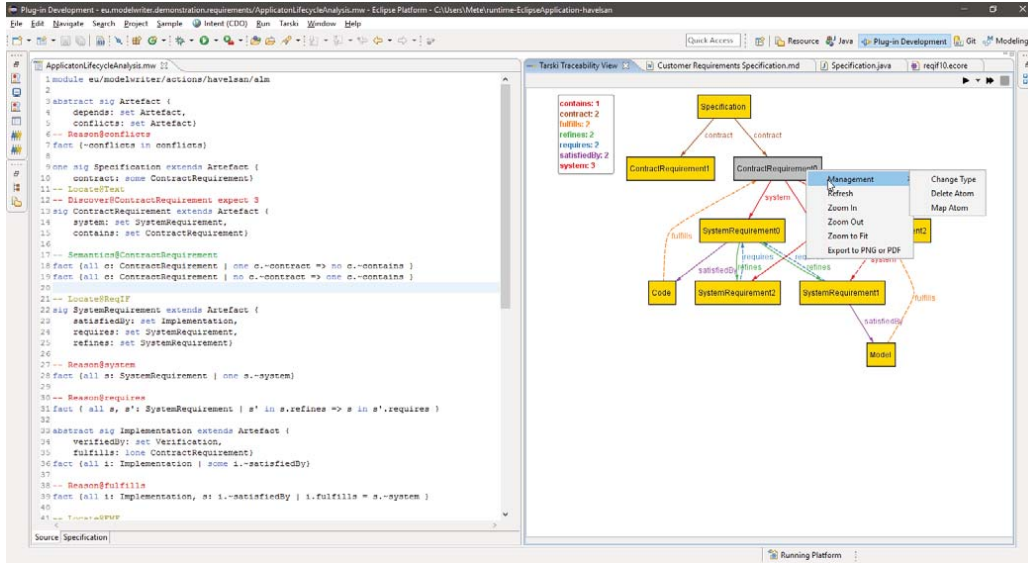 Plug-in Development - eu.modelwriter.demonstration.requirements/ApplicatonLifecycleAnalysis.mw - Eclipse Platform - C:\Users\Mete\runtime-EclipseApplication-havelsan
File Edit Navigate Search Project Sample Intent (CDO) Run Tarski Window Help
Quick Access Resource Java Plug-in Development Git Modeling
ApplicatonLifecycleAnalysis.mw
1 module eu/modelwriter/actions/havelsan/alm
2
3 abstract sig Artefact {
4 depends: set Artefact,
5 conflicts: set Artefact}
6 -- Reason@conflicts
7 fact {~conflicts in conflicts}
8
9 one sig Specification extends Artefact {
10 contract: some ContractRequirement}
11 -- Locate@Text
12 -- Discover@ContractRequirement expect 3
13 sig ContractRequirement extends Artefact {
14 system: set SystemRequirement,
15 contains: set ContractRequirement}
16
17 -- Semantics@ContractRequirement
18 fact {all c: ContractRequirement | one c.~contract => no c.~contains }
19 fact {all c: ContractRequirement | no c.~contract => one c.~contains }
20
21 -- Locate@ReqIF
22 sig SystemRequirement extends Artefact {
23 satisfiedBy: set Implementation,
24 requires: set SystemRequirement,
25 refines: set SystemRequirement}
26
27 -- Reason@system
28 fact {all s: SystemRequirement | one s.~system}
29
30 -- Reason@requires
31 fact { all s, s': SystemRequirement | s' in s.refines => s in s'.requires }
32
33 abstract sig Implementation extends Artefact {
34 verifiedBy: set Verification,
35 fulfills: lone ContractRequirement}
36 fact {all i: Implementation | some i.~satisfiedBy}
37
38 -- Reason@fulfills
39 fact {all i: Implementation, s: i.~satisfiedBy | i.fulfills = s.~system }
40
41 -- Locate@EMF
Source Specification
Tarski Traceability View Customer Requirements Specification.md Specification.java reqif10.ecore
contains: 1
contract: 2
fulfills: 2
refines: 2
requires: 2
satisfiedBy: 2
system: 3
Specification
contract contract
ContractRequirement1 ContractRequirement0
Management Change Type
Refresh Delete Atom
Zoom In Map Atom
Zoom Out
Zoom to Fit
Export to PNG or PDF
system
fulfills SystemRequirement0
requires
satisfiedBy refines refines system
Code SystemRequirement2 SystemRequirement1
fulfills
satisfiedBy
Model
Running Platform